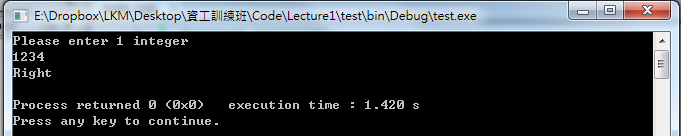 E:\Dropbox\LKM\Desktop\資工訓練班\Code\Lecture1\test\bin\Debug\test.exe
Please enter 1 integer
1234
Right
Process returned 0 (0x0)   execution time : 1.420 s
Press any key to continue.